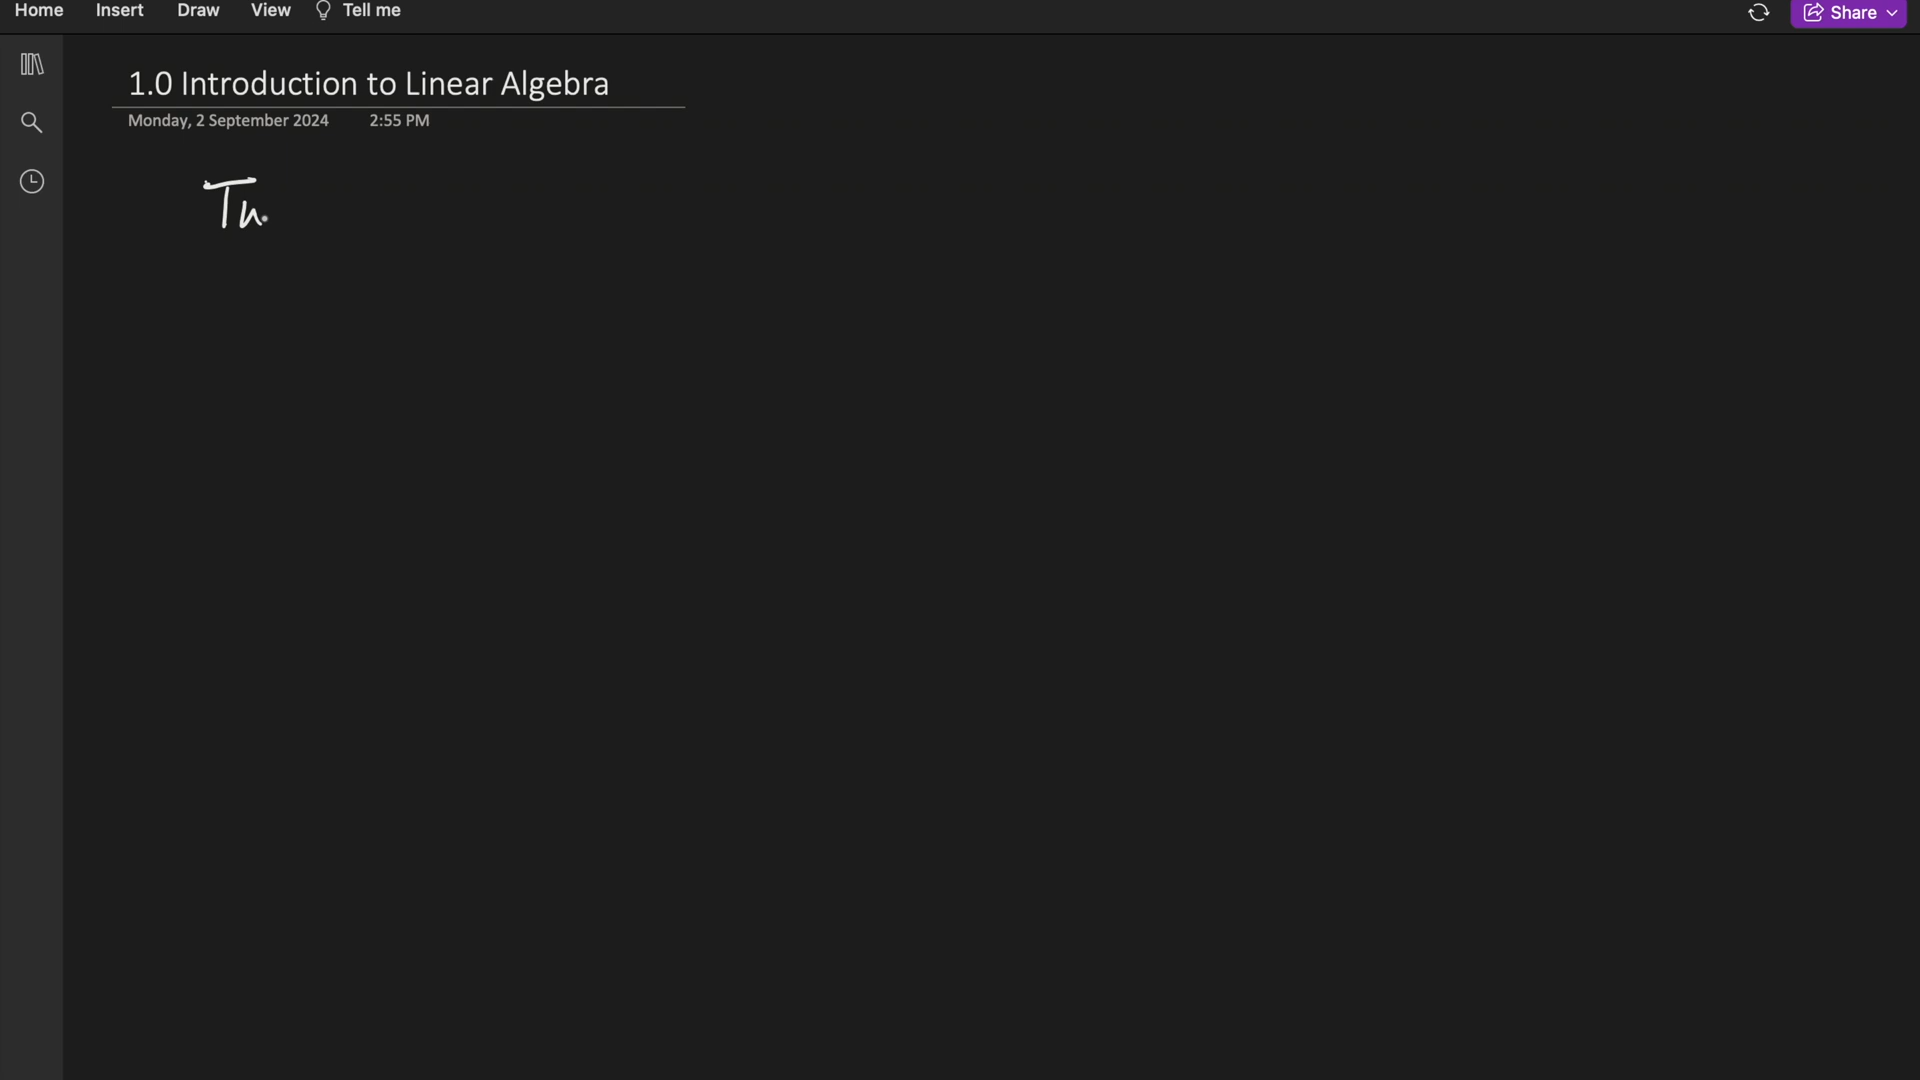 Home Insert Draw View Tell me Share
1.0 Introduction to Linear Algebra
Monday, 2 September 2024 2:55 PM